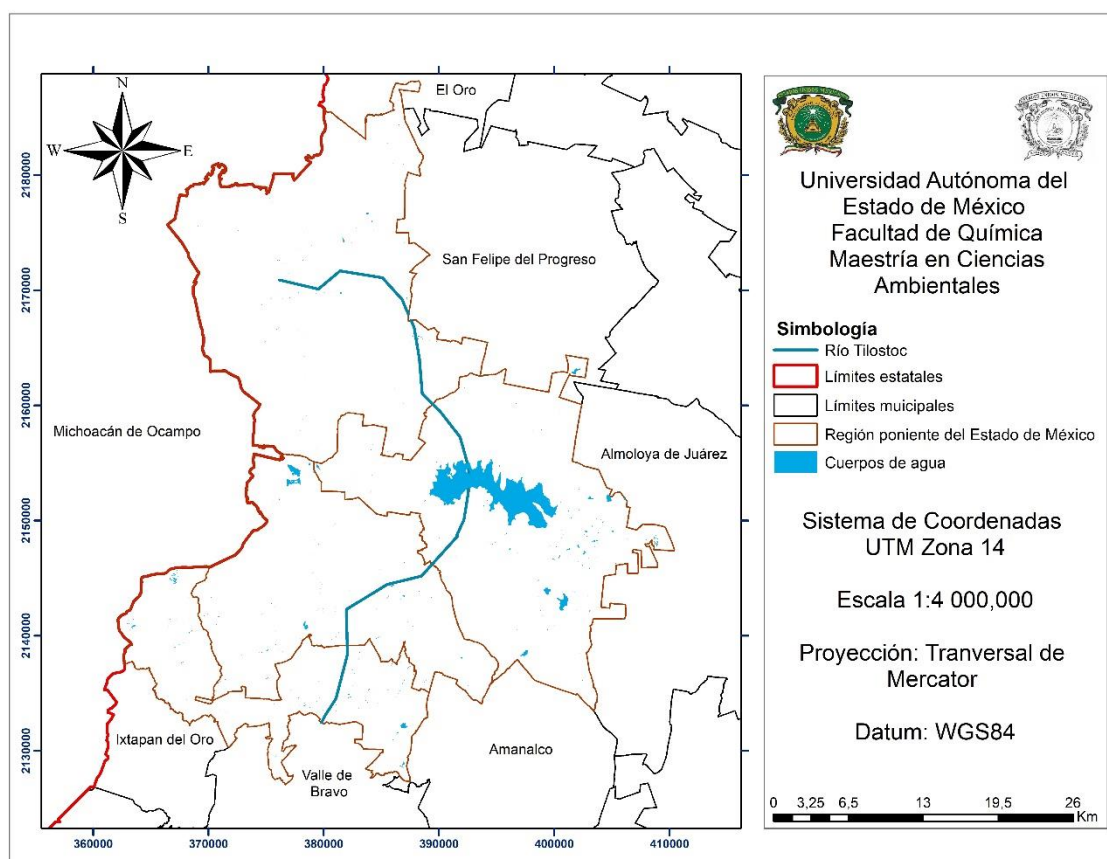 N
W
E
S
El Oro
San Felipe del Progreso
Michoacán de Ocampo
Almoloya de Juárez
Ixtapan del Oro
Valle de
Bravo
Amanalco
2180000
2170000
2160000
2150000
2140000
2130000
360000
370000
380000
390000
400000
410000
Universidad Autónoma del
Estado de México
Facultad de Química
Maestría en Ciencias
Ambientales
Simbología
Río Tilostoc
Límites estatales
Límites muicipales
Región poniente del Estado de México
Cuerpos de agua
Sistema de Coordenadas
UTM Zona 14
Escala 1:4 000,000
Proyección: Tranversal de
Mercator
Datum: WGS84
0 3,25 6,5 13 19,5 26
Km